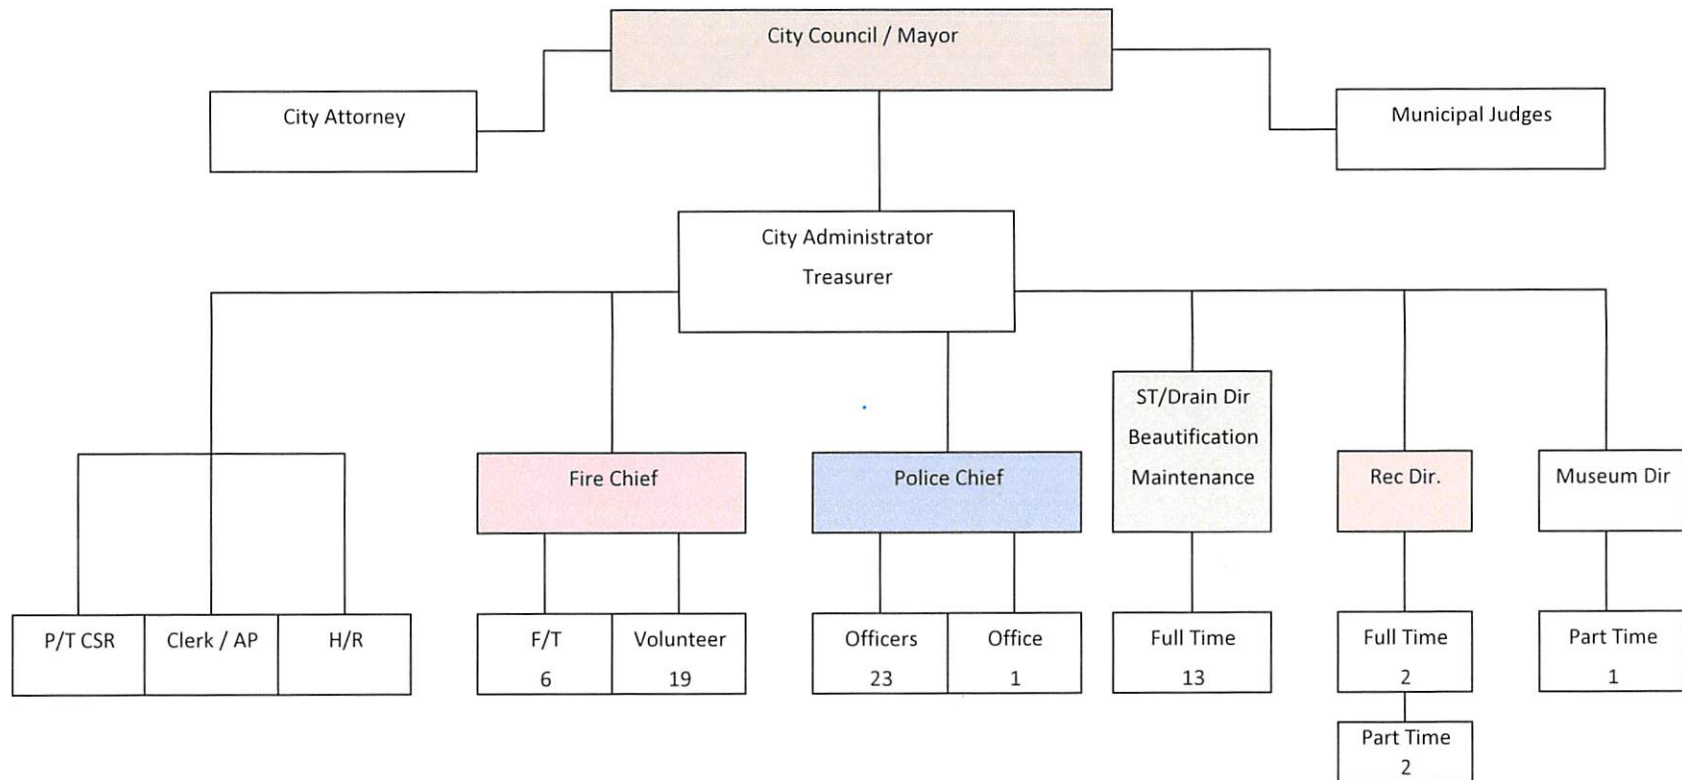 City Council / Mayor
City Attorney
Municipal Judges
City Administrator
Treasurer
ST/Drain Dir
Beautification
Maintenance
Fire Chief
Police Chief
Rec Dir.
Museum Dir
P/T CSR
Clerk / AP
H/R
F/T
6
Volunteer
19
Officers
23
Office
1
Full Time
13
Full Time
2
Part Time
1
Part Time
2